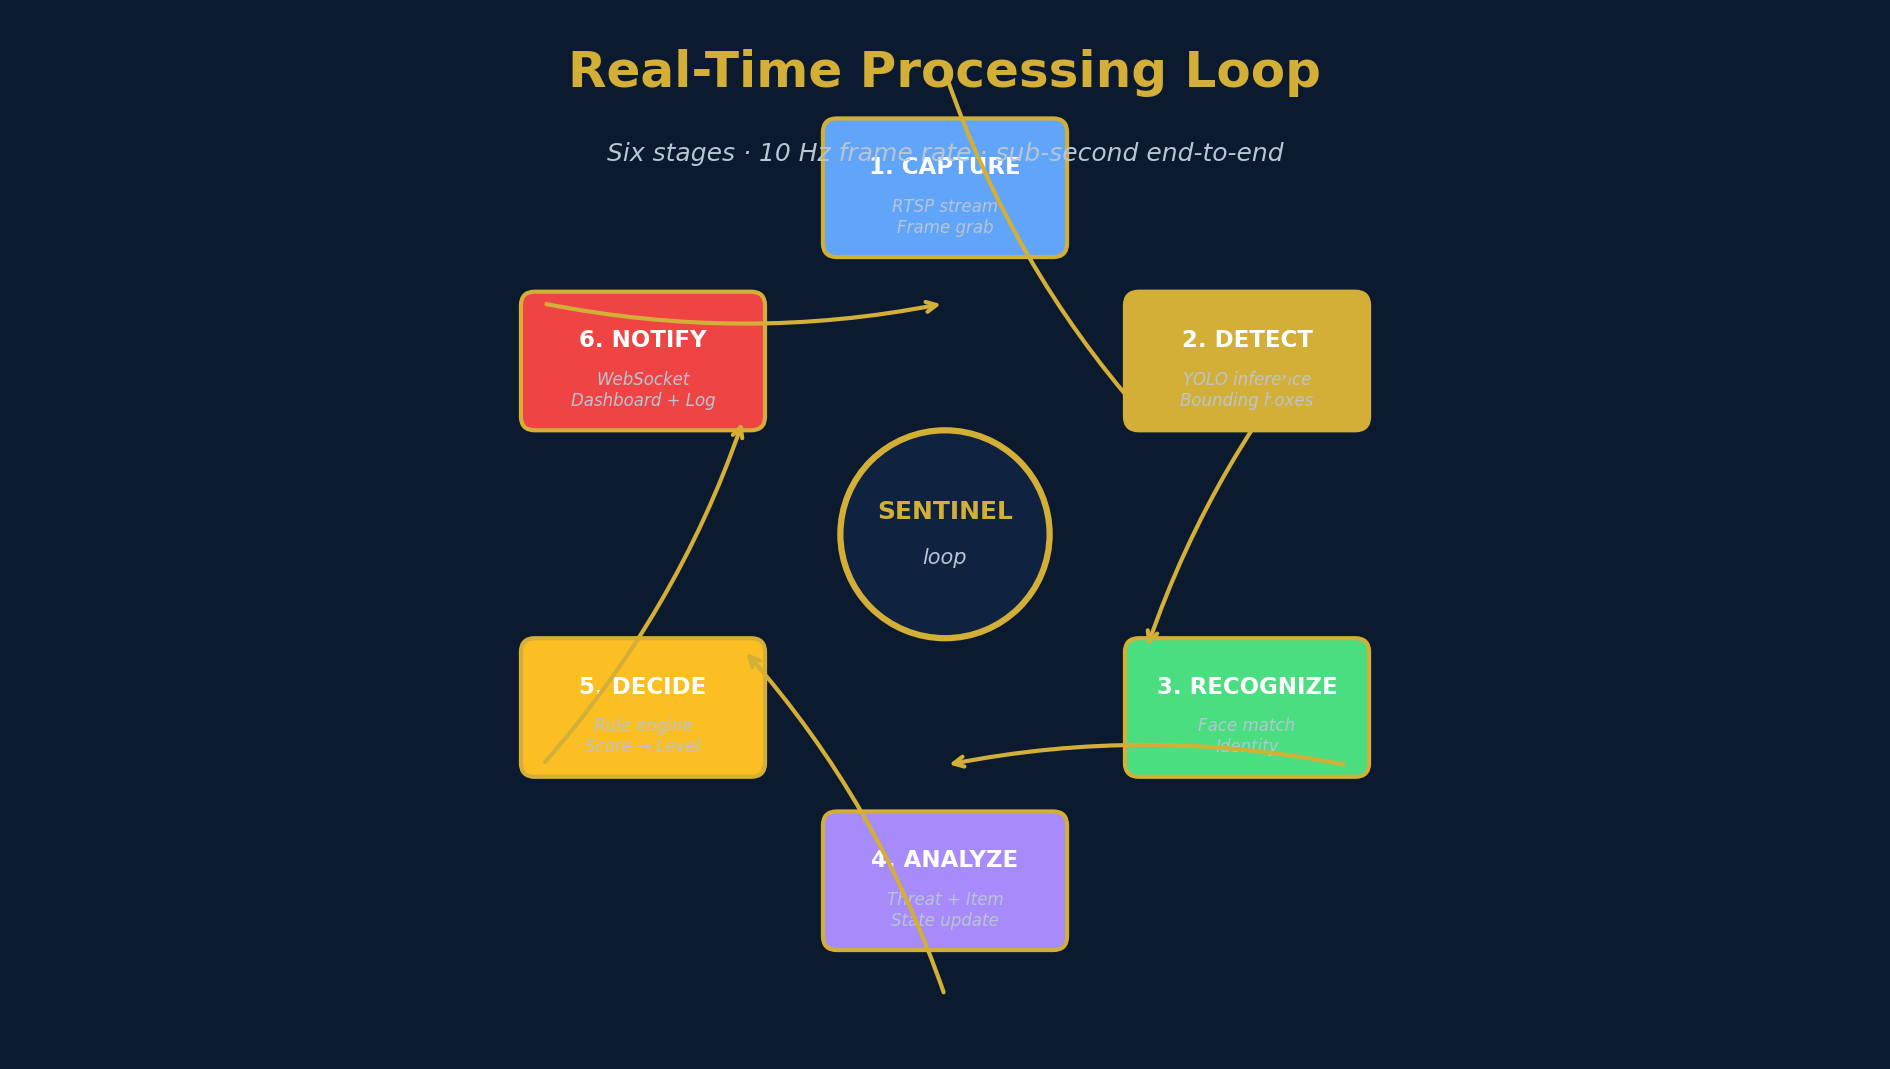 Real-Time Processing Loop
Six stages · 10 Hz frame rate · sub-second end-to-end
1. CAPTURE
RTSP stream
Frame grab
2. DETECT
YOLO inference
Bounding boxes
3. RECOGNIZE
Face match
Identity
4. ANALYZE
Threat + Item
State update
5. DECIDE
Rule engine
Score → Level
6. NOTIFY
WebSocket
Dashboard + Log
SENTINEL
loop